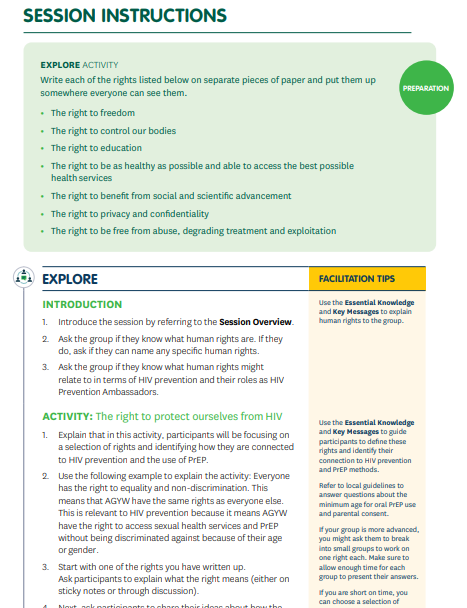 SESSION INSTRUCTIONS
EXPLORE ACTIVITY
Write each of the rights listed below on separate pieces of paper and put them up
somewhere everyone can see them.
PREPARATION
• The right to freedom
• The right to control our bodies
• The right to education
• The right to be as healthy as possible and able to access the best possible
health services
• The right to benefit from social and scientific advancement
• The right to privacy and confidentiality
• The right to be free from abuse, degrading treatment and exploitation
EXPLORE
INTRODUCTION
1. Introduce the session by referring to the Session Overview.
2. Ask the group if they know what human rights are. If they
do, ask if they can name any specific human rights.
3. Ask the group if they know what human rights might
relate to in terms of HIV prevention and their roles as HIV
Prevention Ambassadors.
ACTIVITY: The right to protect ourselves from HIV
1. Explain that in this activity, participants will be focusing on
a selection of rights and identifying how they are connected
to HIV prevention and the use of PrEP.
2. Use the following example to explain the activity: Everyone
has the right to equality and non-discrimination. This
means that AGYW have the same rights as everyone else.
This is relevant to HIV prevention because it means AGYW
have the right to access sexual health services and PrEP
without being discriminated against because of their age
or gender.
3. Start with one of the rights you have written up.
Ask participants to explain what the right means (either on
sticky notes or through discussion).
4. Next, ask participants to share their ideas about how the
FACILITATION TIPS
Use the Essential Knowledge
and Key Messages to explain
human rights to the group.
Use the Essential Knowledge
and Key Messages to guide
participants to define these
rights and identify their
connection to HIV prevention
and PrEP methods.
Refer to local guidelines to
answer questions about the
minimum age for oral PrEP use
and parental consent.
If your group is more advanced,
you might ask them to break
into small groups to work on
one right each. Make sure to
allow enough time for each
group to present their answers.
If you are short on time, you
can choose a selection of